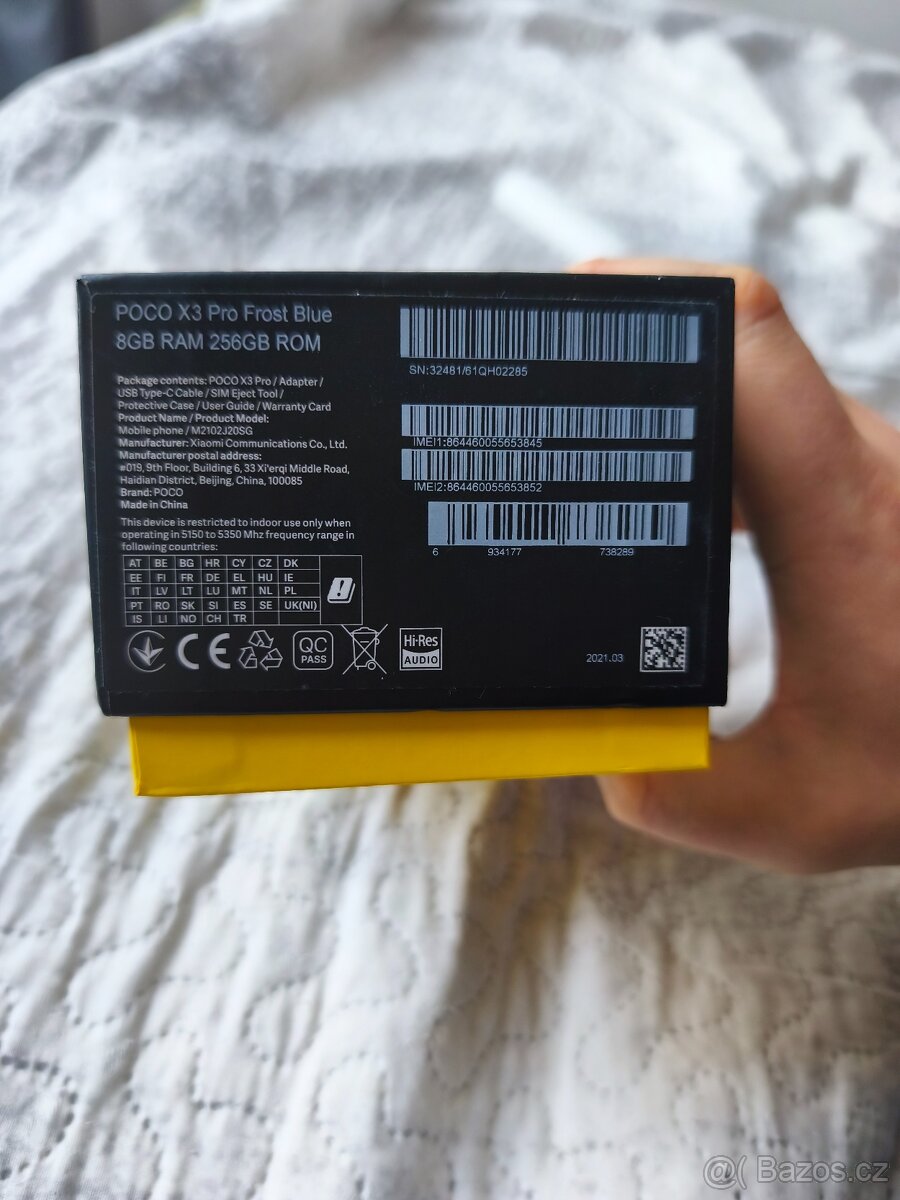 POCO X3 Pro Frost Blue
8GB RAM 256GB ROM
Package contents: POCO X3 Pro / Adapter /
USB Type-C Cable / SIM Eject Tool /
Protective Case / User Guide / Warranty Card
Product Name / Product Model:
Mobile phone / M2102J20SG
Manufacturer: Xiaomi Communications Co., Ltd.
Manufacturer postal address:
#019, 9th Floor, Building 6, 33 Xi'erqi Middle Road,
Haidian District, Beijing, China, 100085
Brand: POCO
Made in China
This device is restricted to indoor use only when
operating in 5150 to 5350 Mhz frequency range in
following countries:
AT BE BG HR CY CZ DK
EE FI FR DE EL HU IE
IT LV LT LU MT NL PL
PT RO SK SI ES SE UK(NI)
IS LI NO CH TR
CE
QC
PASS
Hi-Res
AUDIO
SN:32481/61QH02285
IMEI1:864460055653845
IMEI2:864460055653852
6 934177 738289
2021.03
@( Bazos.cz